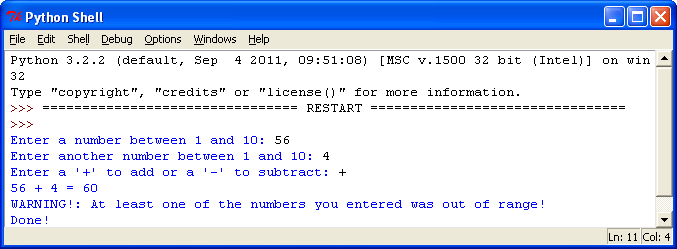 Python Shell
File Edit Shell Debug Options Windows Help
Python 3.2.2 (default, Sep  4 2011, 09:51:08) [MSC v.1500 32 bit (Intel)] on win
32
Type "copyright", "credits" or "license()" for more information.
>>> ================================ RESTART ================================
>>>
Enter a number between 1 and 10: 56
Enter another number between 1 and 10: 4
Enter a '+' to add or a '-' to subtract: +
56 + 4 = 60
WARNING!: At least one of the numbers you entered was out of range!
Done!
Ln: 11 Col: 4